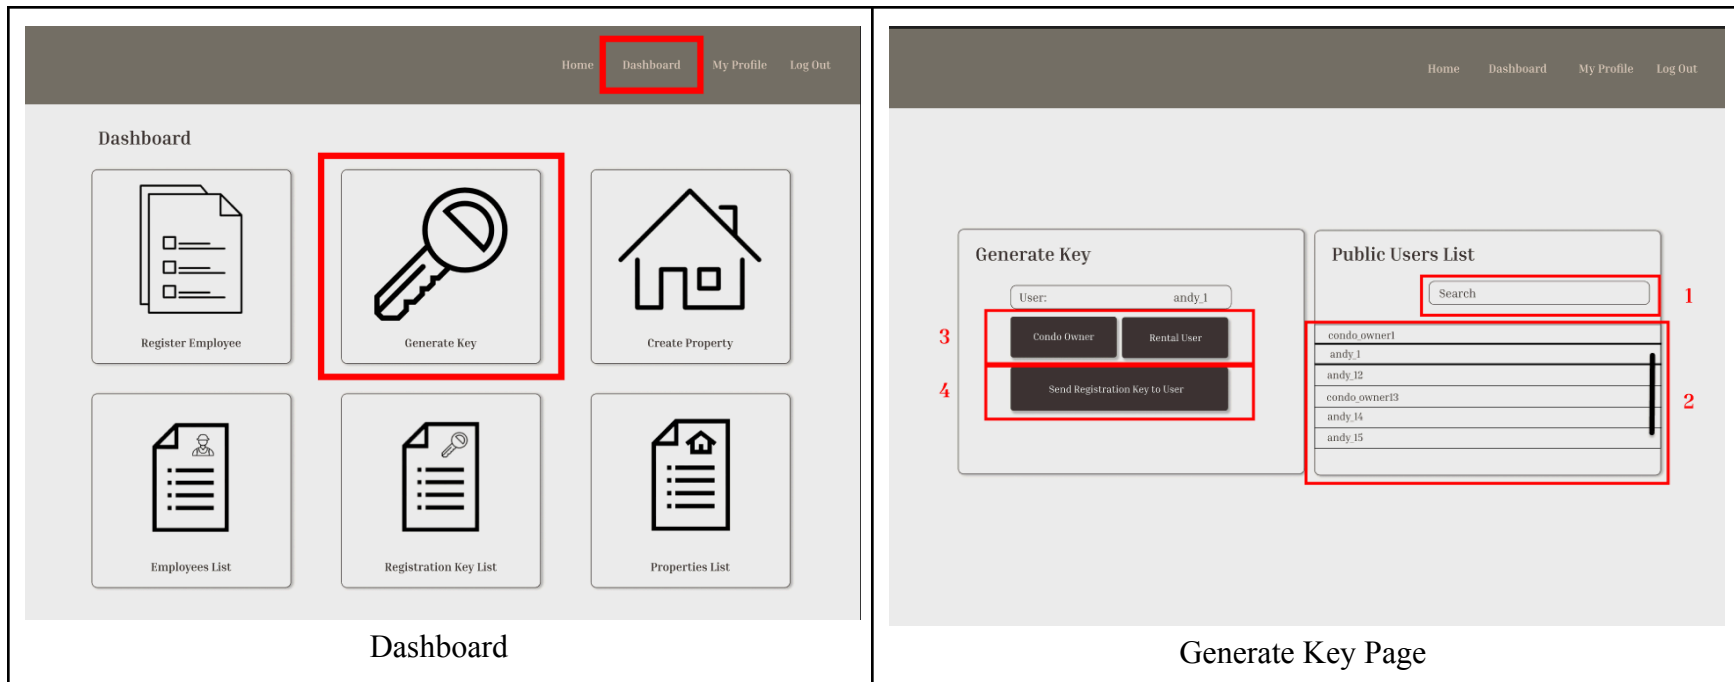 Home Dashboard My Profile Log Out
Dashboard
Register Employee
Generate Key
Create Property
Employees List
Registration Key List
Properties List
Dashboard
Home Dashboard My Profile Log Out
Generate Key
User: andy_1
3
Condo Owner Rental User
4
Send Registration Key to User
Public Users List
Search
1
condo_owner1
andy_1
andy_12
condo_owner13
andy_14
andy_15
2
Generate Key Page